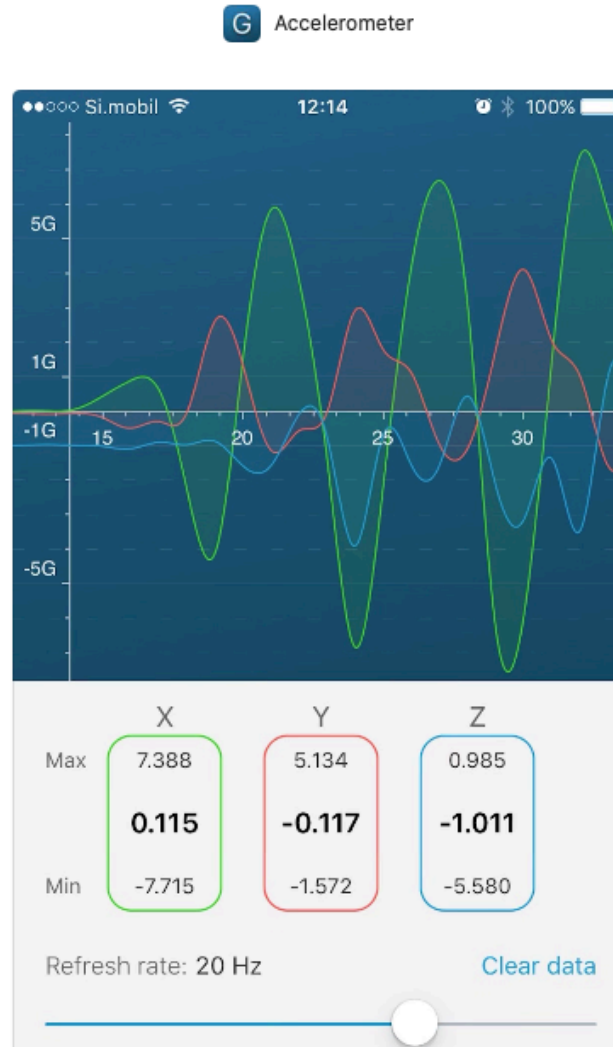 G Accelerometer
Si.mobil 12:14 100%
5G
1G
-1G
15 20 25 30
-5G
X Y Z
Max 7.388 5.134 0.985
0.115 -0.117 -1.011
Min -7.715 -1.572 -5.580
Refresh rate: 20 Hz Clear data